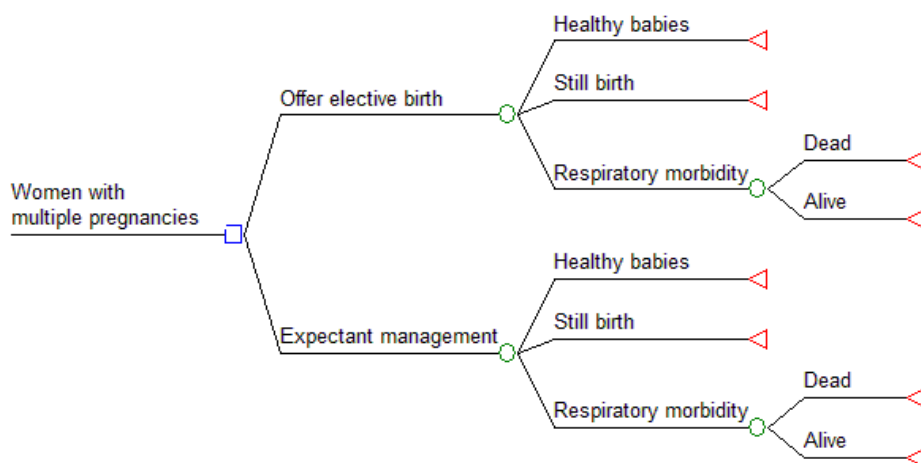 Healthy babies
Still birth
Offer elective birth
Dead
Respiratory morbidity
Alive
Women with
multiple pregnancies
Healthy babies
Still birth
Expectant management
Dead
Respiratory morbidity
Alive